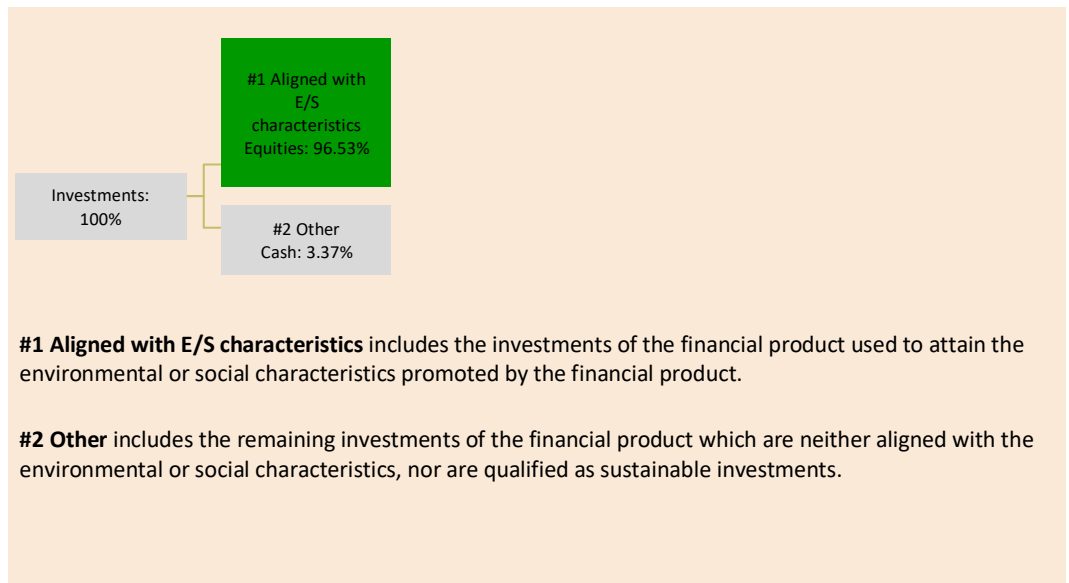 #1 Aligned with
E/S
characteristics
Equities: 96.53%
Investments:
100%
#2 Other
Cash: 3.37%
#1 Aligned with E/S characteristics includes the investments of the financial product used to attain the
environmental or social characteristics promoted by the financial product.
#2 Other includes the remaining investments of the financial product which are neither aligned with the
environmental or social characteristics, nor are qualified as sustainable investments.